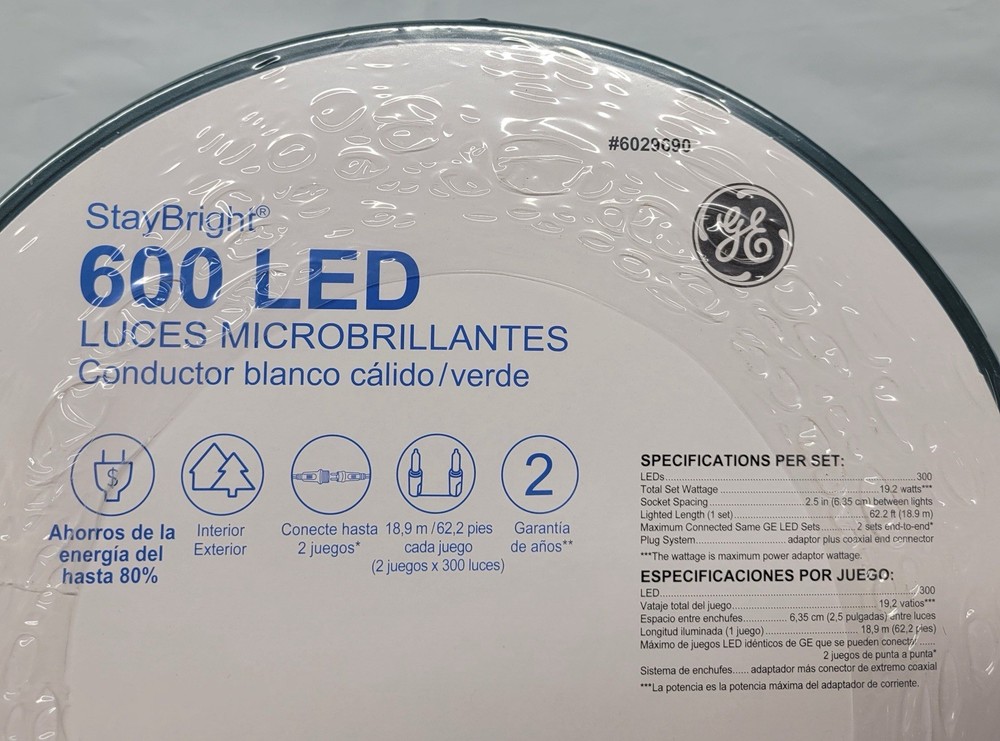 #6029690
GE
StayBright®
600 LED
LUCES MICROBRILLANTES
Conductor blanco cálido/verde
$
2
Ahorros de la
energía del
hasta 80%
Interior
Exterior
Conecte hasta
2 juegos*
18,9 m / 62,2 pies
cada juego
(2 juegos x 300 luces)
Garantía
de años**
SPECIFICATIONS PER SET:
LEDs 300
Total Set Wattage 19.2 watts***
Socket Spacing 2.5 in (6.35 cm) between lights
Lighted Length (1 set) 62.2 ft (18.9 m)
Maximum Connected Same GE LED Sets 2 sets end-to-end*
Plug System adaptor plus coaxial end connector
***The wattage is maximum power adaptor wattage.
ESPECIFICACIONES POR JUEGO:
LED 300
Vataje total del juego 19,2 vatios***
Espacio entre enchufes 6,35 cm (2,5 pulgadas) entre luces
Longitud iluminada (1 juego) 18,9 m (62,2 pies)
Máximo de juegos LED idénticos de GE que se pueden conectar
2 juegos de punta a punta*
Sistema de enchufes adaptador más conector de extremo coaxial
***La potencia es la potencia máxima del adaptador de corriente.